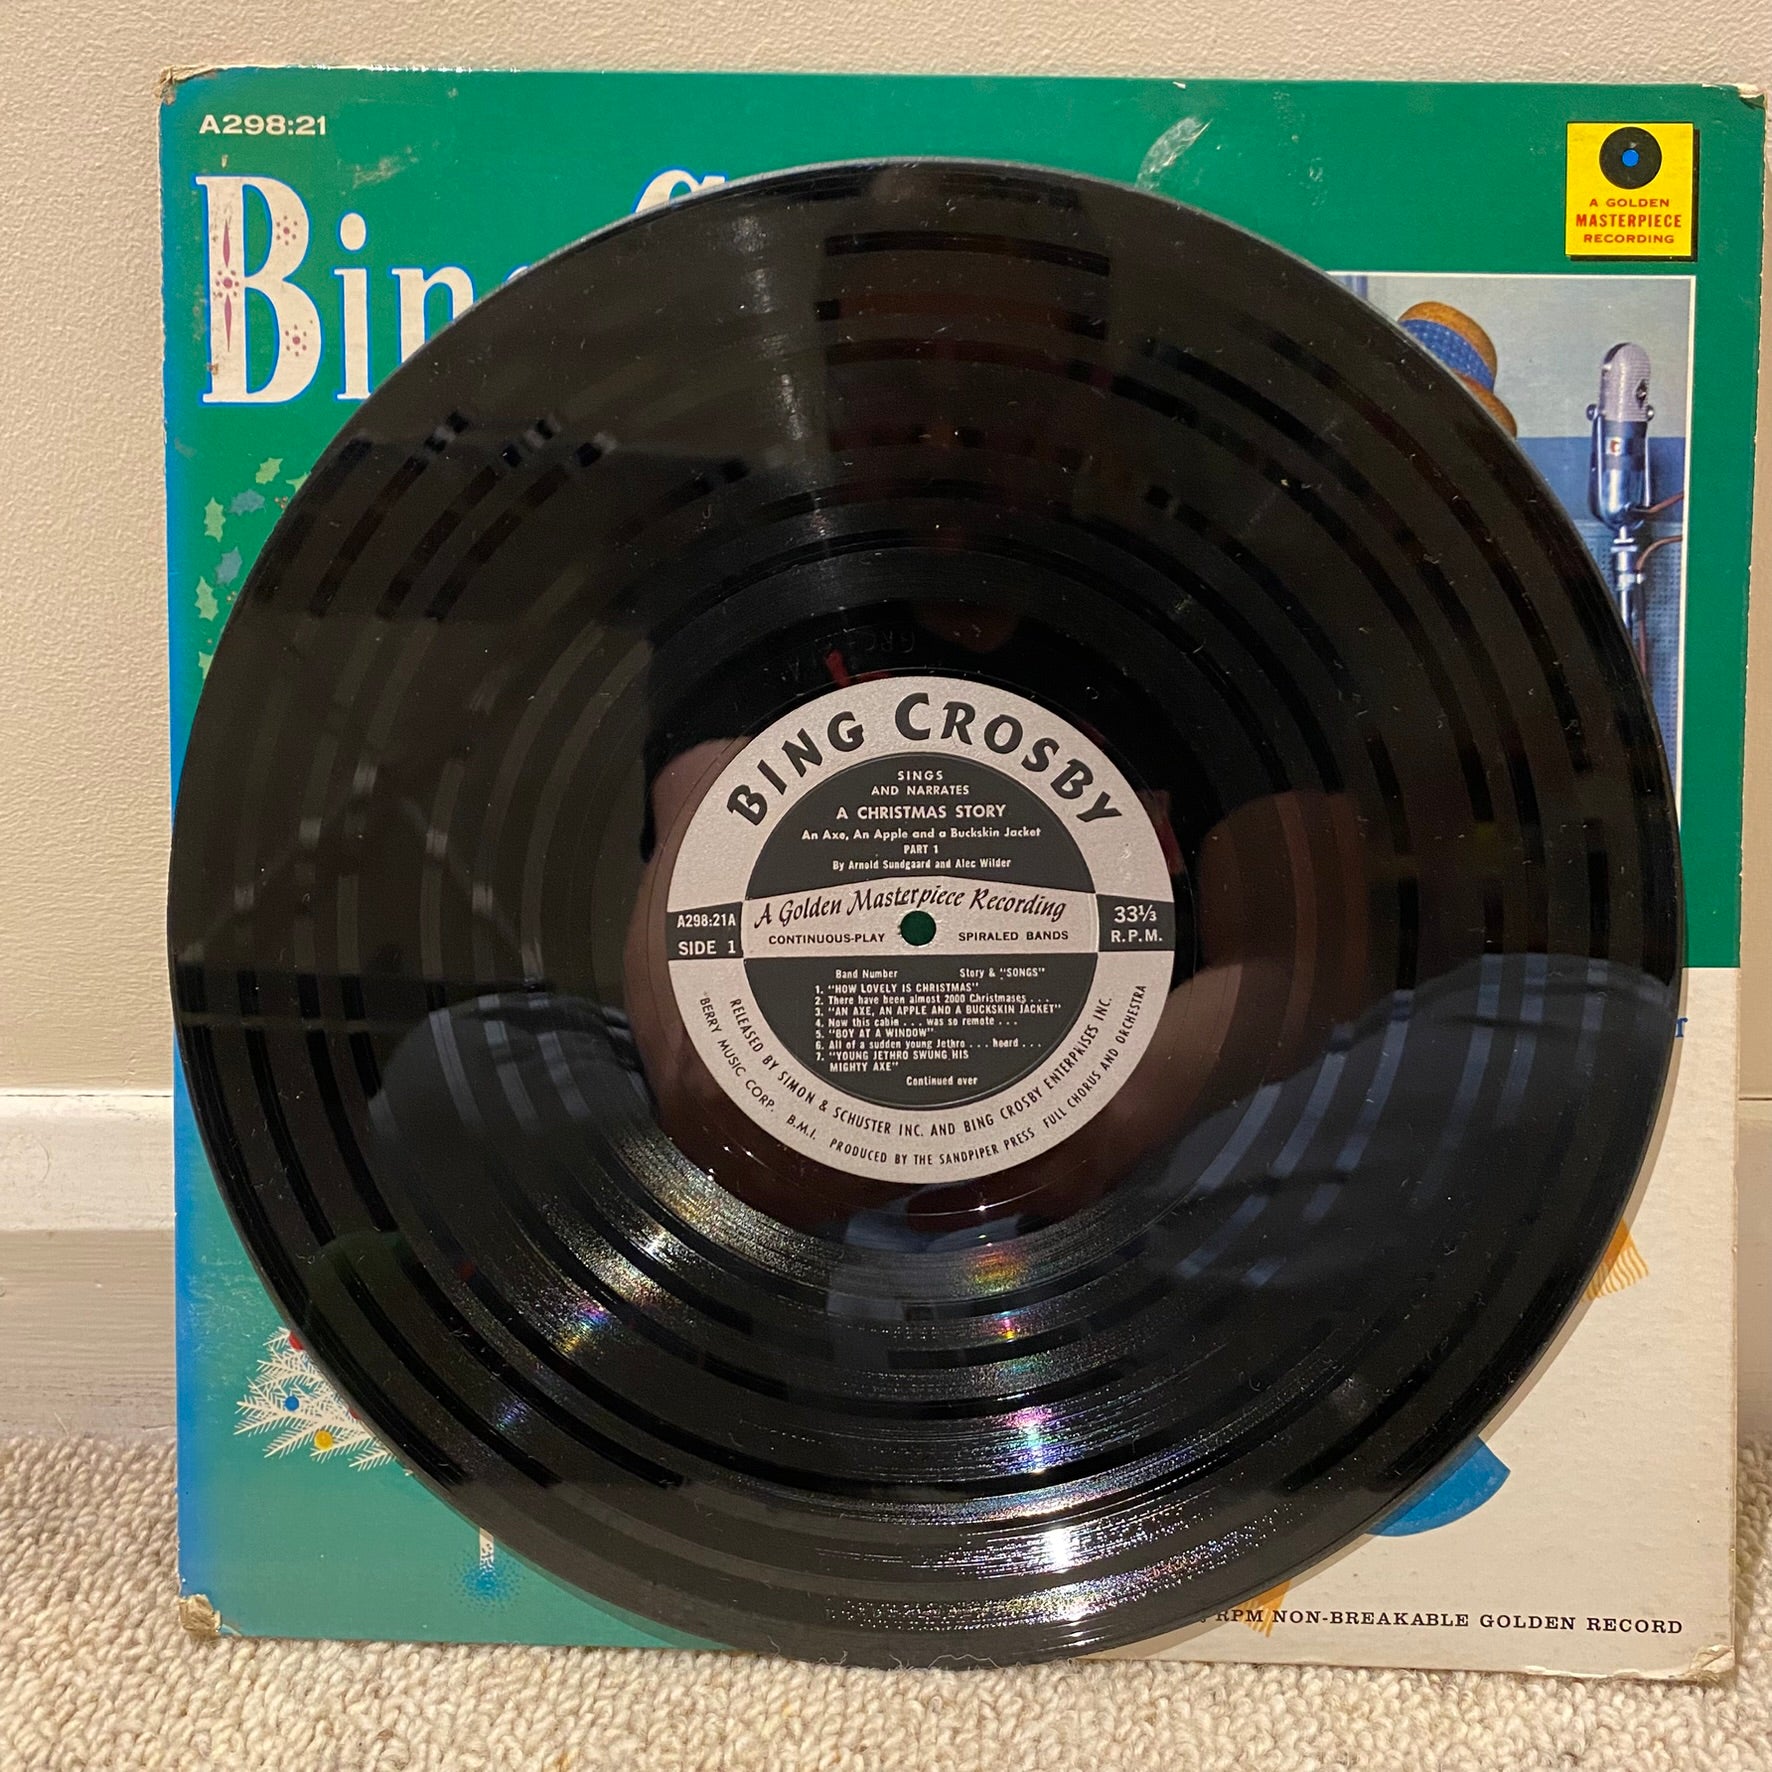 A298:21
A GOLDEN
MASTERPIECE
RECORDING
Bin
BING CROSBY
SINGS
AND NARRATES
A CHRISTMAS STORY
An Axe, An Apple and a Buckskin Jacket
PART 1
By Arnold Sundgaard and Alec Wilder
A Golden Masterpiece Recording
A298:21A
SIDE 1
33⅓
R.P.M.
CONTINUOUS-PLAY SPIRALED BANDS
Band Number Story & "SONGS"
1. "HOW LOVELY IS CHRISTMAS"
2. There have been almost 2000 Christmases . . .
3. "AN AXE, AN APPLE AND A BUCKSKIN JACKET"
4. Now this cabin . . . was so remote . . .
5. "BOY AT A WINDOW"
6. All of a sudden young Jethro . . . heard . . .
7. "YOUNG JETHRO SWUNG HIS
MIGHTY AXE"
Continued over
RELEASED BY SIMON & SCHUSTER INC. AND BING CROSBY ENTERPRISES INC.
BERRY MUSIC CORP. B.M.I. PRODUCED BY THE SANDPIPER PRESS FULL CHORUS AND ORCHESTRA
RPM NON-BREAKABLE GOLDEN RECORD